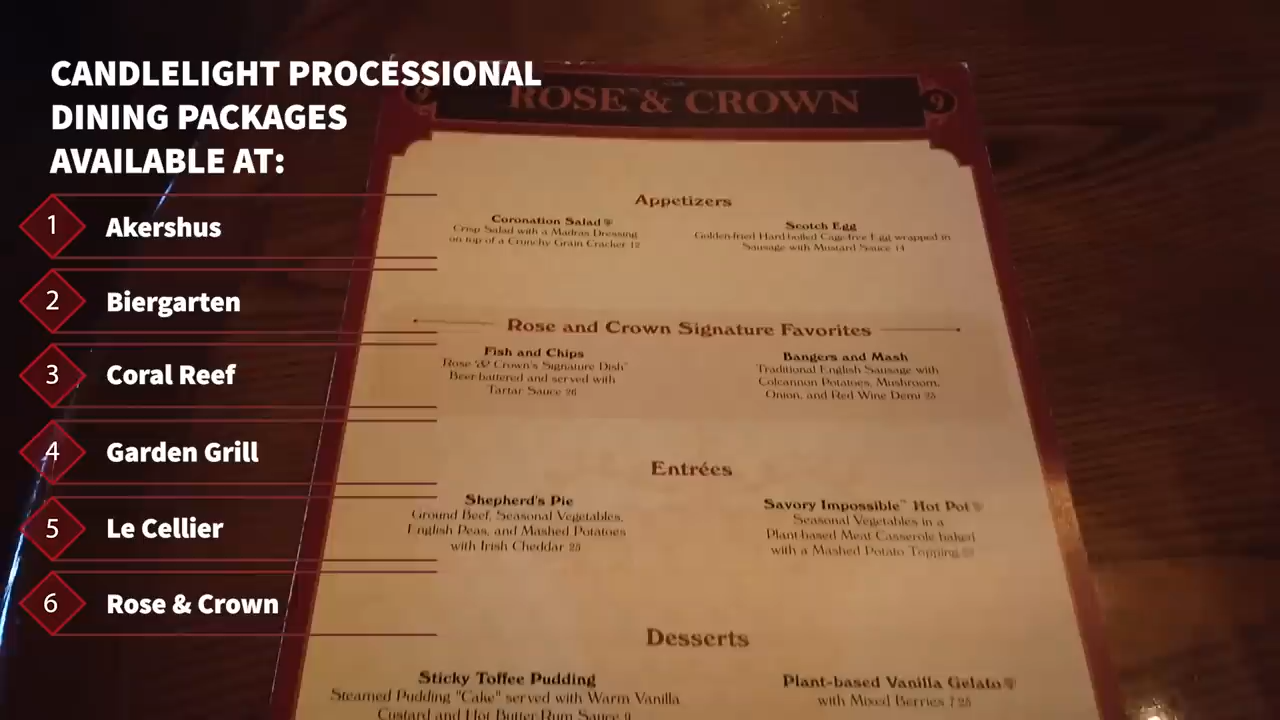 CANDLELIGHT PROCESSIONAL
DINING PACKAGES
AVAILABLE AT:
1 Akershus
2 Biergarten
3 Coral Reef
4 Garden Grill
5 Le Cellier
6 Rose & Crown
ROSE & CROWN
Appetizers
Coronation Salad
Crisp Salad with a Madras Dressing
on top of a Crunchy Grain Cracker 12
Scotch Egg
Golden-fried Hard-boiled Cage-free Egg wrapped in
Sausage with Mustard Sauce 14
Rose and Crown Signature Favorites
Fish and Chips
Rose & Crown's Signature Dish
Beer-battered and served with
Tartar Sauce 26
Bangers and Mash
Traditional English Sausage with
Colcannon Potatoes, Mushroom,
Onion, and Red Wine Demi 25
Entrées
Shepherd's Pie
Ground Beef, Seasonal Vegetables,
English Peas, and Mashed Potatoes
with Irish Cheddar 25
Savory Impossible™ Hot Pot
Seasonal Vegetables in a
Plant-based Meat Casserole baked
with a Mashed Potato Topping
Desserts
Sticky Toffee Pudding
Steamed Pudding "Cake" served with Warm Vanilla
Custard and Hot Butter-Rum Sauce 9
Plant-based Vanilla Gelato
with Mixed Berries 7.25